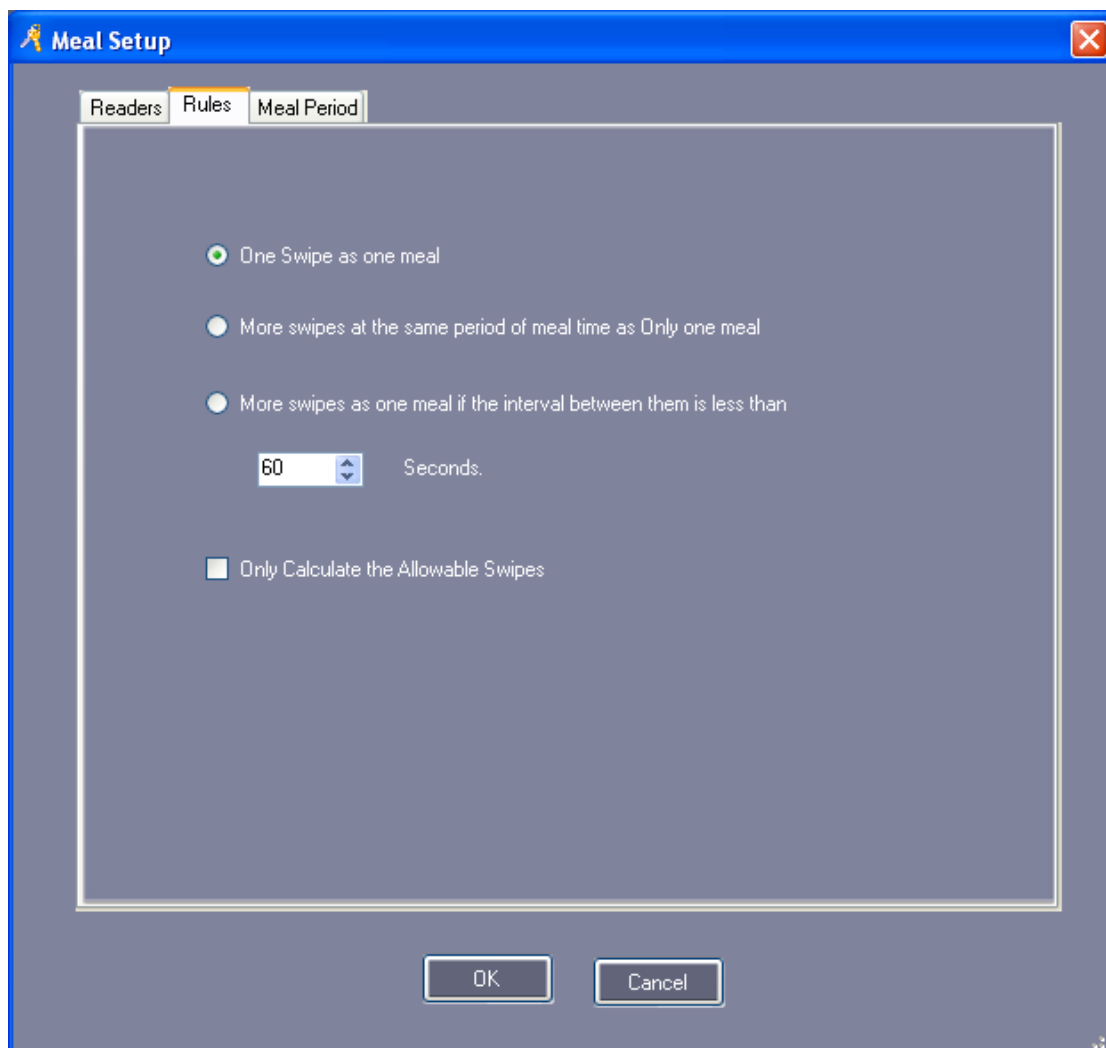 Meal Setup
Readers Rules Meal Period
One Swipe as one meal
More swipes at the same period of meal time as Only one meal
More swipes as one meal if the interval between them is less than
60 Seconds.
Only Calculate the Allowable Swipes
OK Cancel